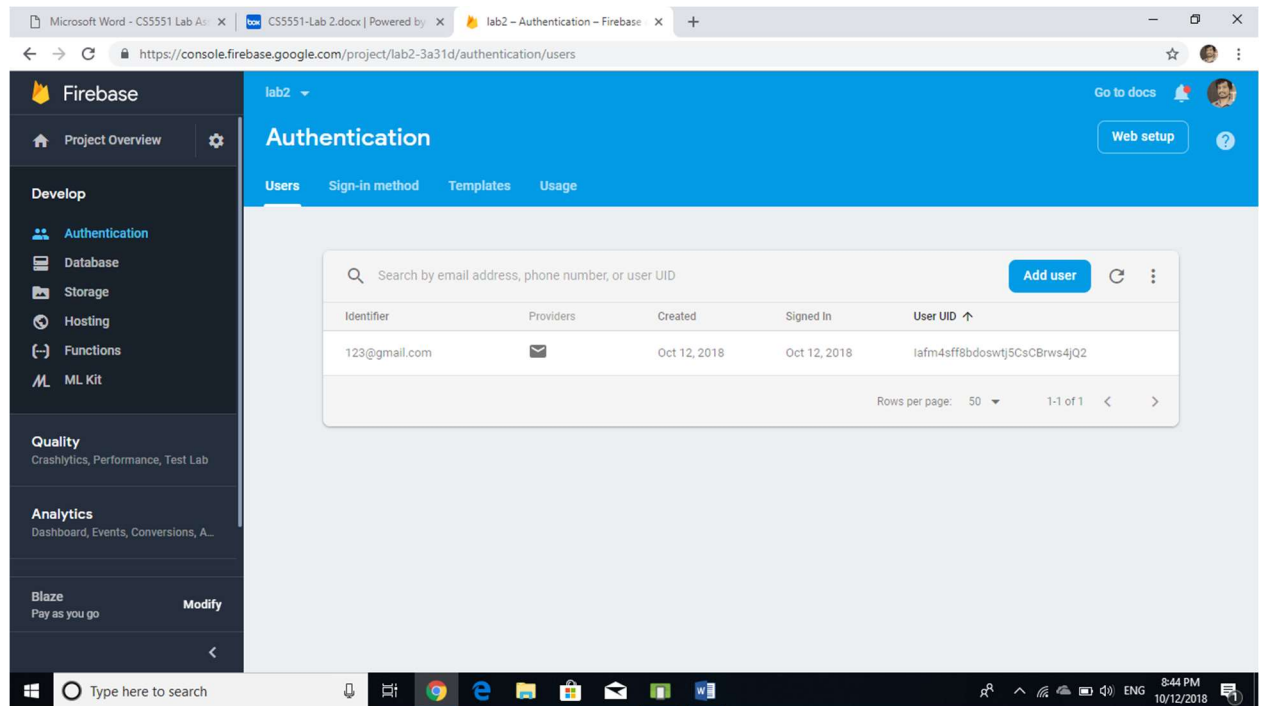 Microsoft Word - CS5551 Lab As
CS5551-Lab 2.docx | Powered by
lab2 – Authentication – Firebase
https://console.firebase.google.com/project/lab2-3a31d/authentication/users
Firebase
lab2
Go to docs
Project Overview
Authentication
Web setup
Develop
Users Sign-in method Templates Usage
Authentication
Database
Storage
Hosting
Functions
ML Kit
Search by email address, phone number, or user UID
Add user
Identifier Providers Created Signed In User UID
123@gmail.com Oct 12, 2018 Oct 12, 2018 Iafm4sff8bdoswtj5CsCBrws4jQ2
Rows per page: 50 1-1 of 1
Quality
Crashlytics, Performance, Test Lab
Analytics
Dashboard, Events, Conversions, A...
Blaze
Pay as you go
Modify
Type here to search
ENG
8:44 PM
10/12/2018